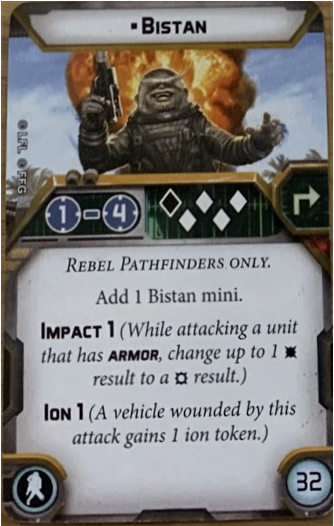 ▪BISTAN
© LFL © FFG
1-4
REBEL PATHFINDERS ONLY.
Add 1 Bistan mini.
IMPACT 1 (While attacking a unit
that has ARMOR, change up to 1
result to a result.)
ION 1 (A vehicle wounded by this
attack gains 1 ion token.)
32